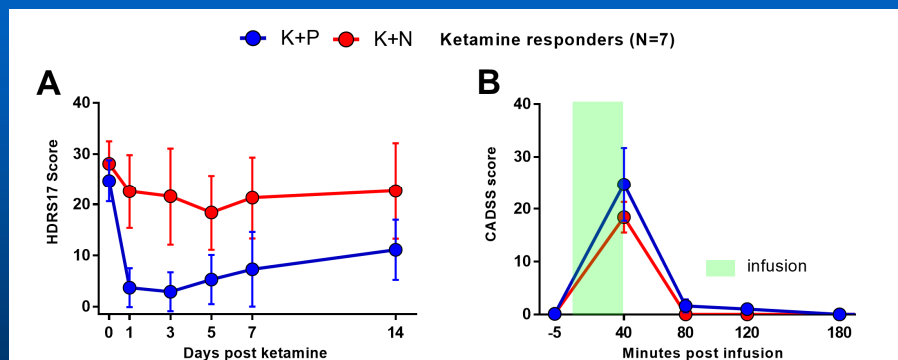 K+P K+N Ketamine responders (N=7)
A
40
30
20
10
0
HDRS17 Score
0 1 3 5 7 14
Days post ketamine
B
40
30
20
10
0
CADSS score
infusion
-5 40 80 120 180
Minutes post infusion